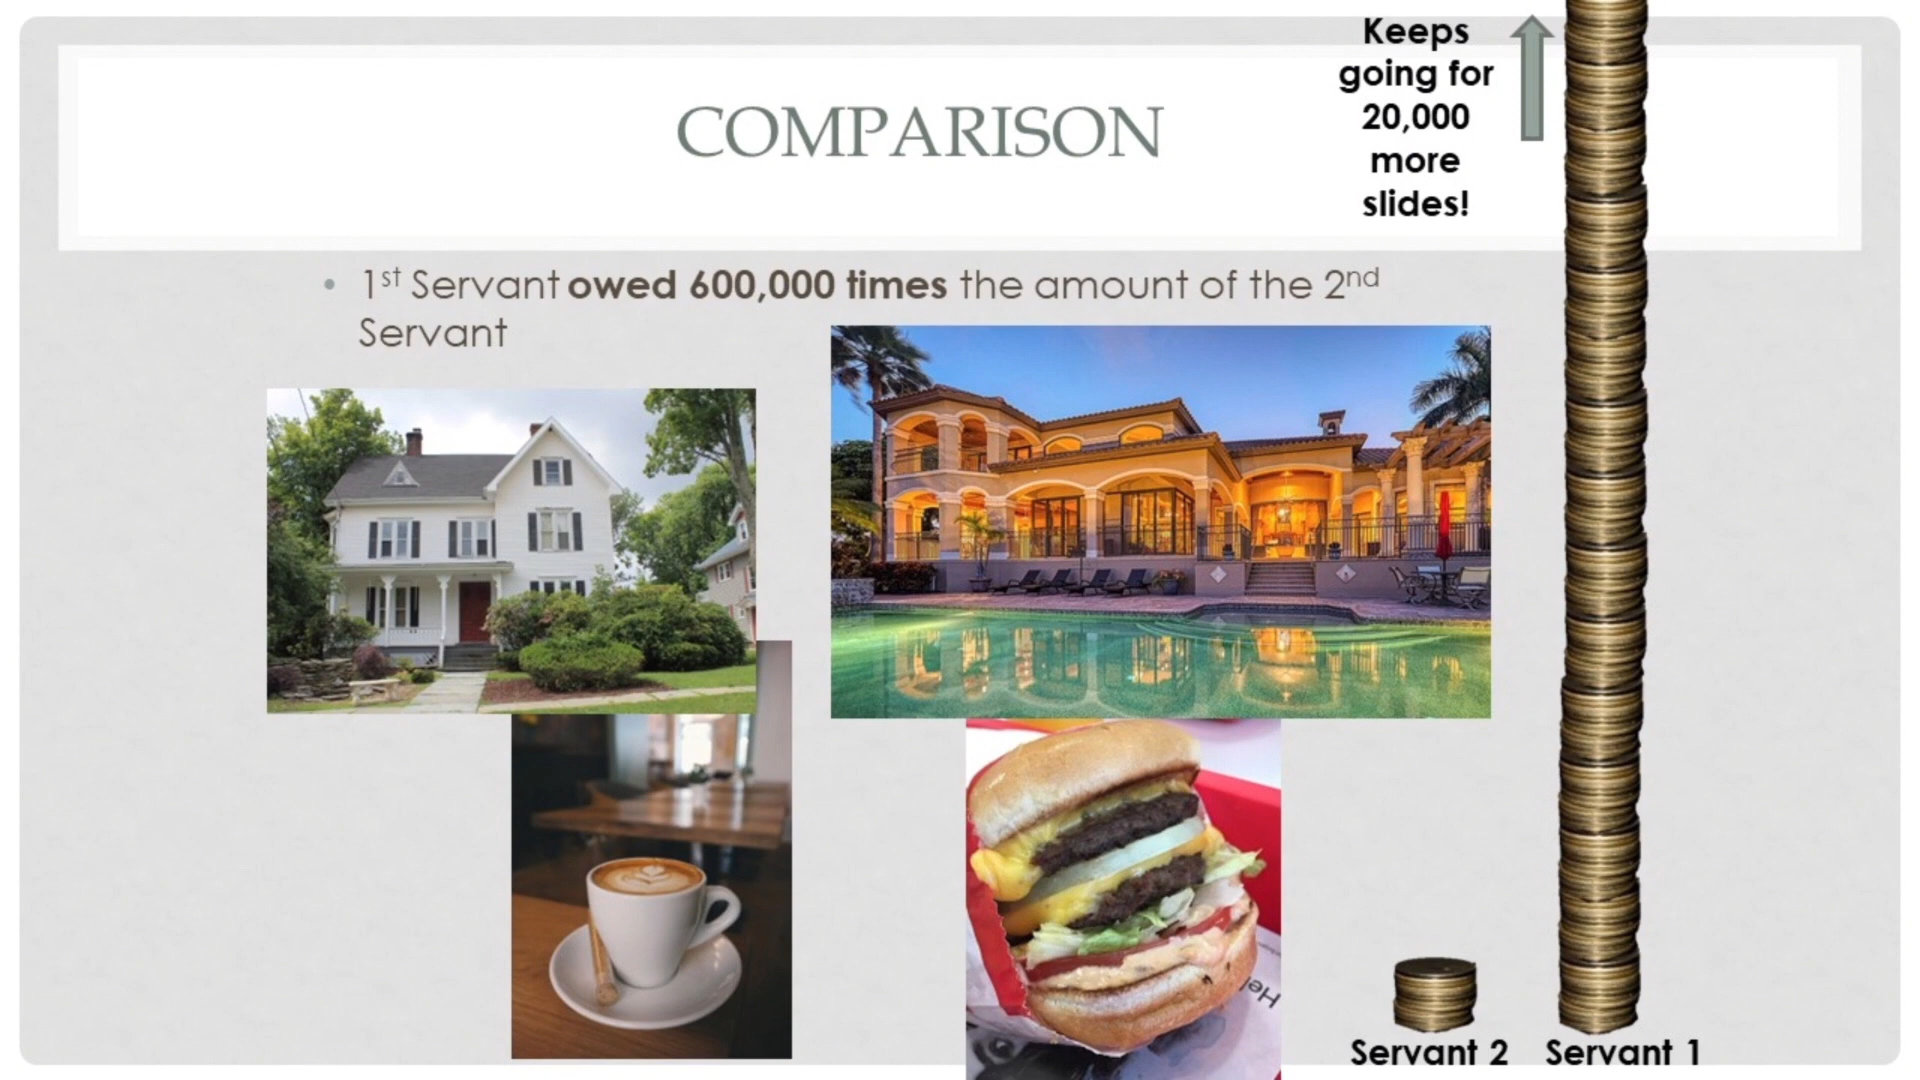 Keeps
going for
20,000
more
slides!
COMPARISON
• 1st Servant owed 600,000 times the amount of the 2nd
Servant
Hel
Servant 2
Servant 1